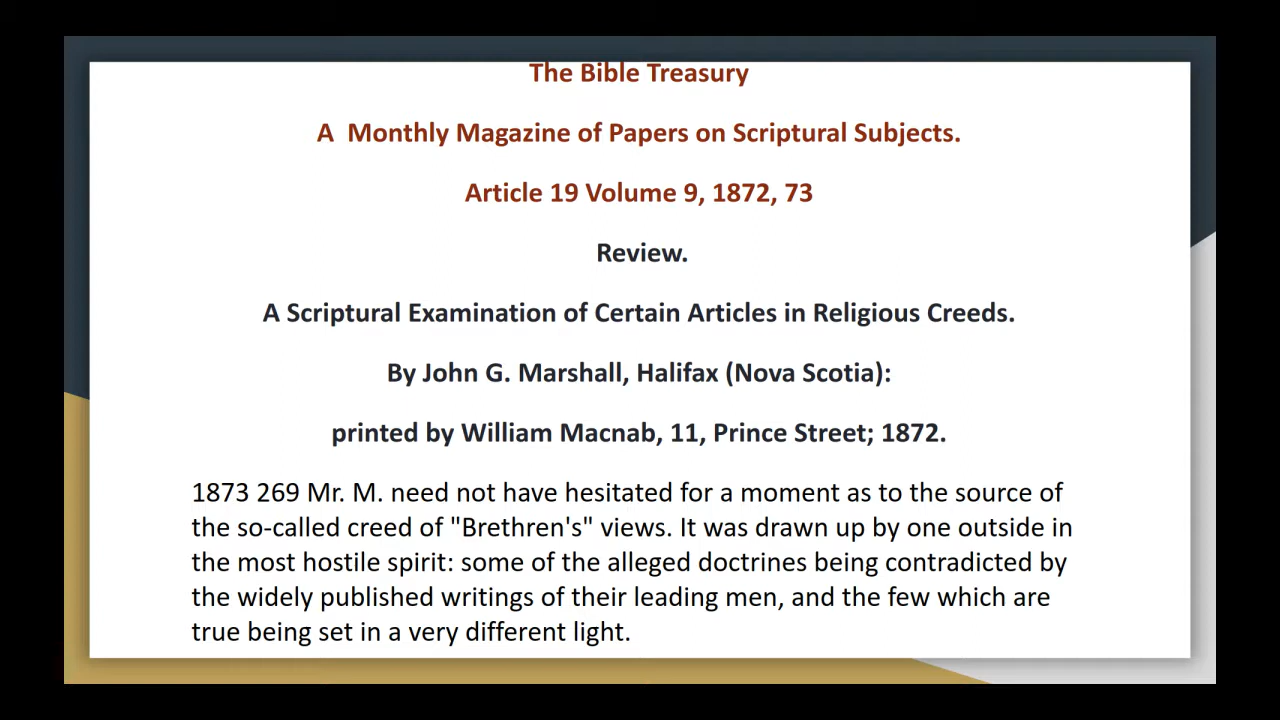 The Bible Treasury
A  Monthly Magazine of Papers on Scriptural Subjects.
Article 19 Volume 9, 1872, 73
Review.
A Scriptural Examination of Certain Articles in Religious Creeds.
By John G. Marshall, Halifax (Nova Scotia):
printed by William Macnab, 11, Prince Street; 1872.
1873 269 Mr. M. need not have hesitated for a moment as to the source of
the so-called creed of "Brethren's" views. It was drawn up by one outside in
the most hostile spirit: some of the alleged doctrines being contradicted by
the widely published writings of their leading men, and the few which are
true being set in a very different light.